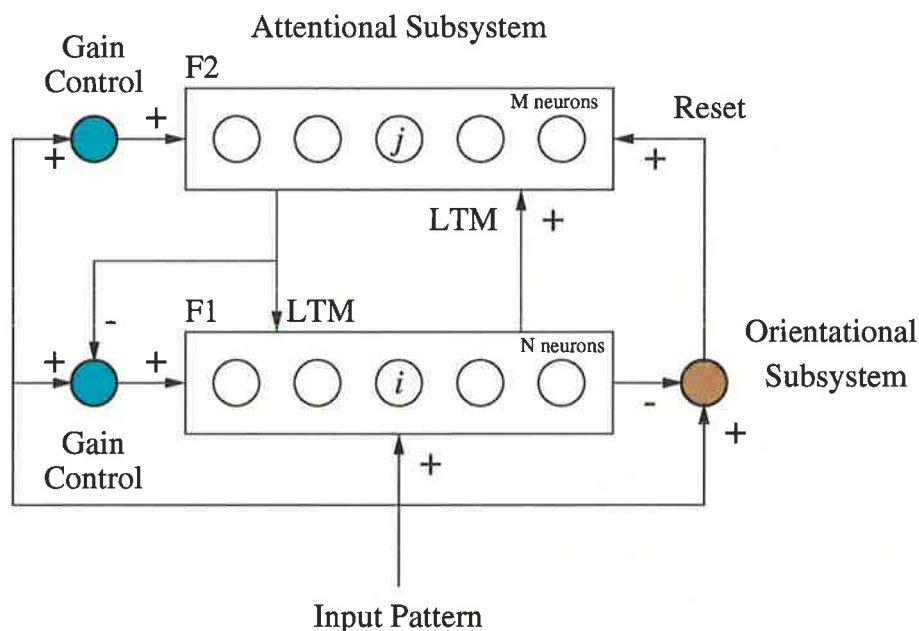 Attentional Subsystem
Gain
Control
F2
M neurons
Reset
+
+
+
j
+
LTM
+
-
F1
LTM
N neurons
Orientational
Subsystem
+
+
i
-
+
Gain
Control
+
Input Pattern